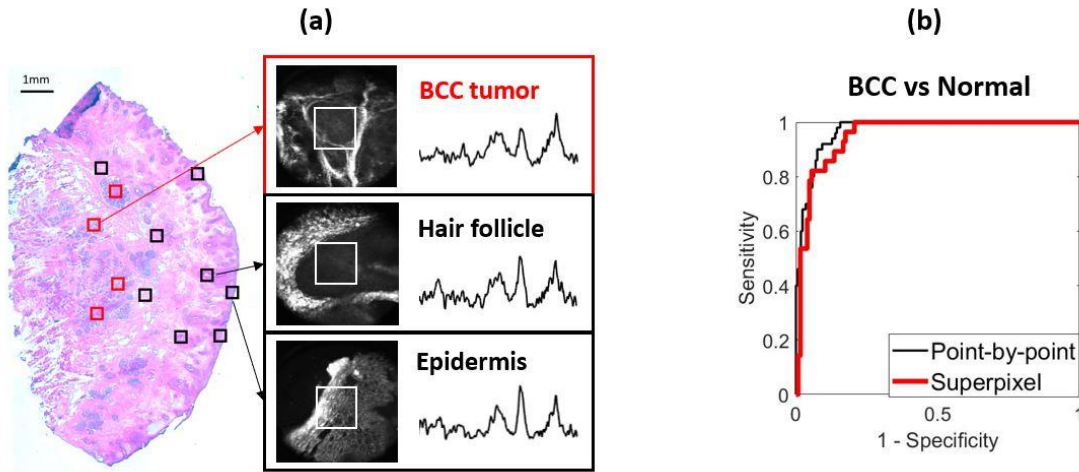 (a)
1mm
BCC tumor
Hair follicle
Epidermis
(b)
BCC vs Normal
1
0.8
0.6
0.4
0.2
0
Sensitivity
Point-by-point
Superpixel
0
0.5
1
1 - Specificity